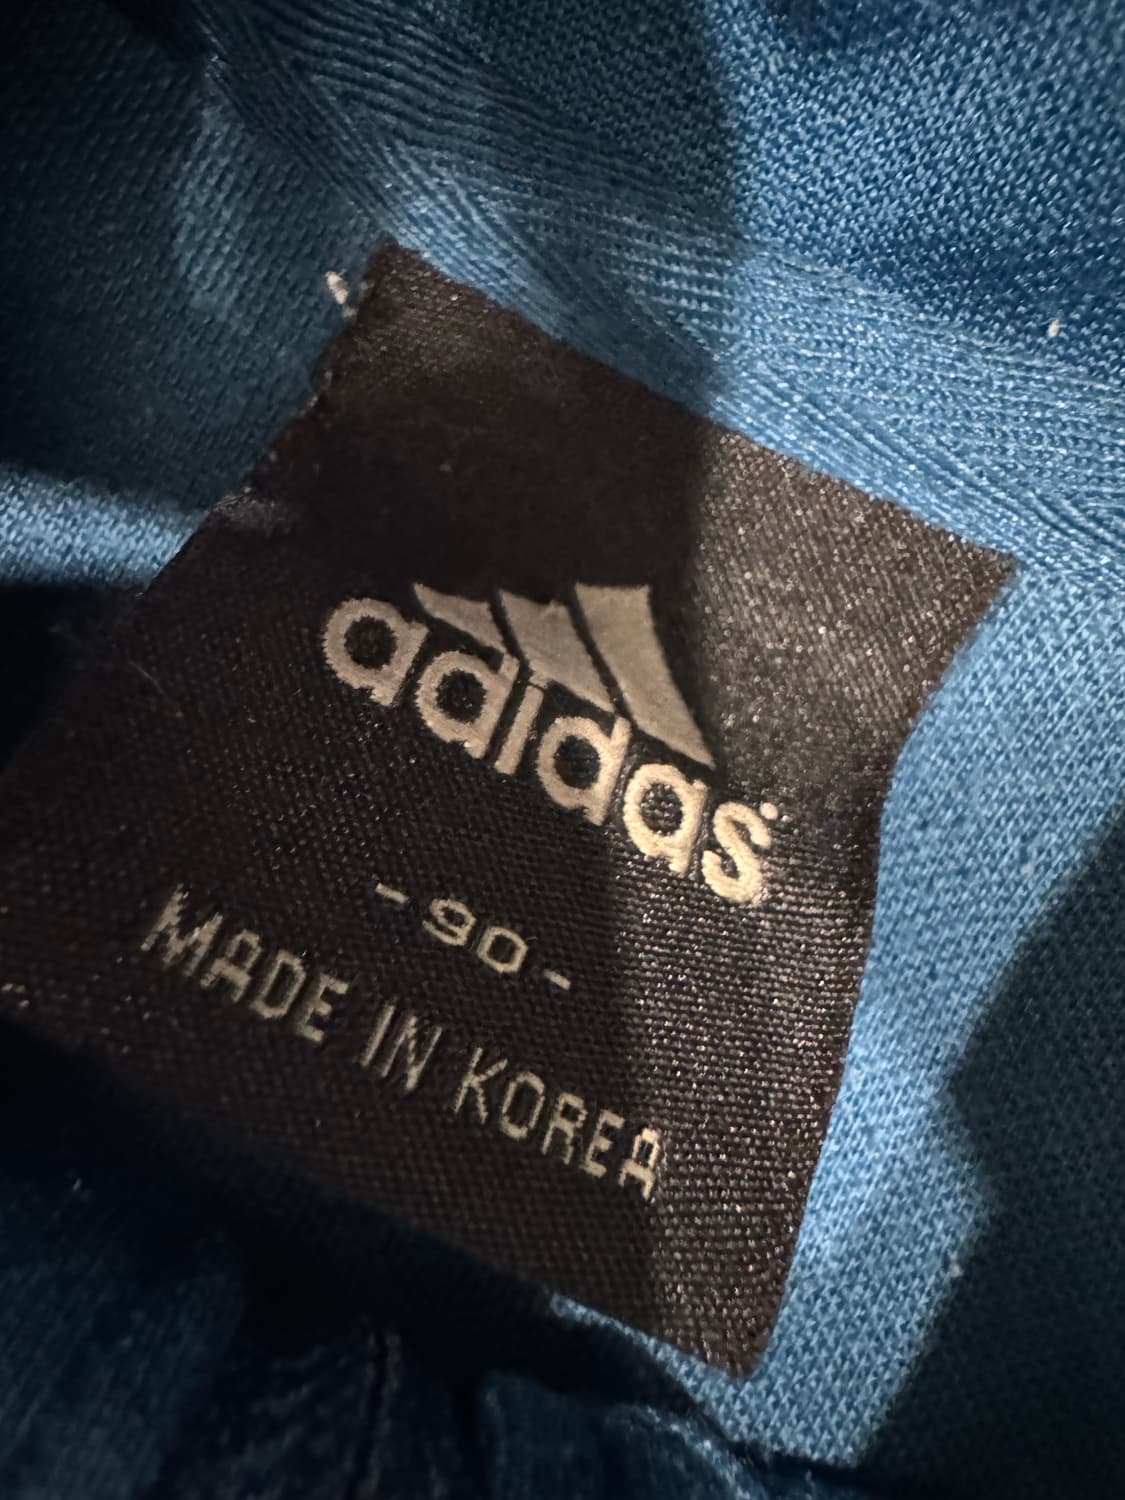 adidas
-90-
MADE IN KOREA